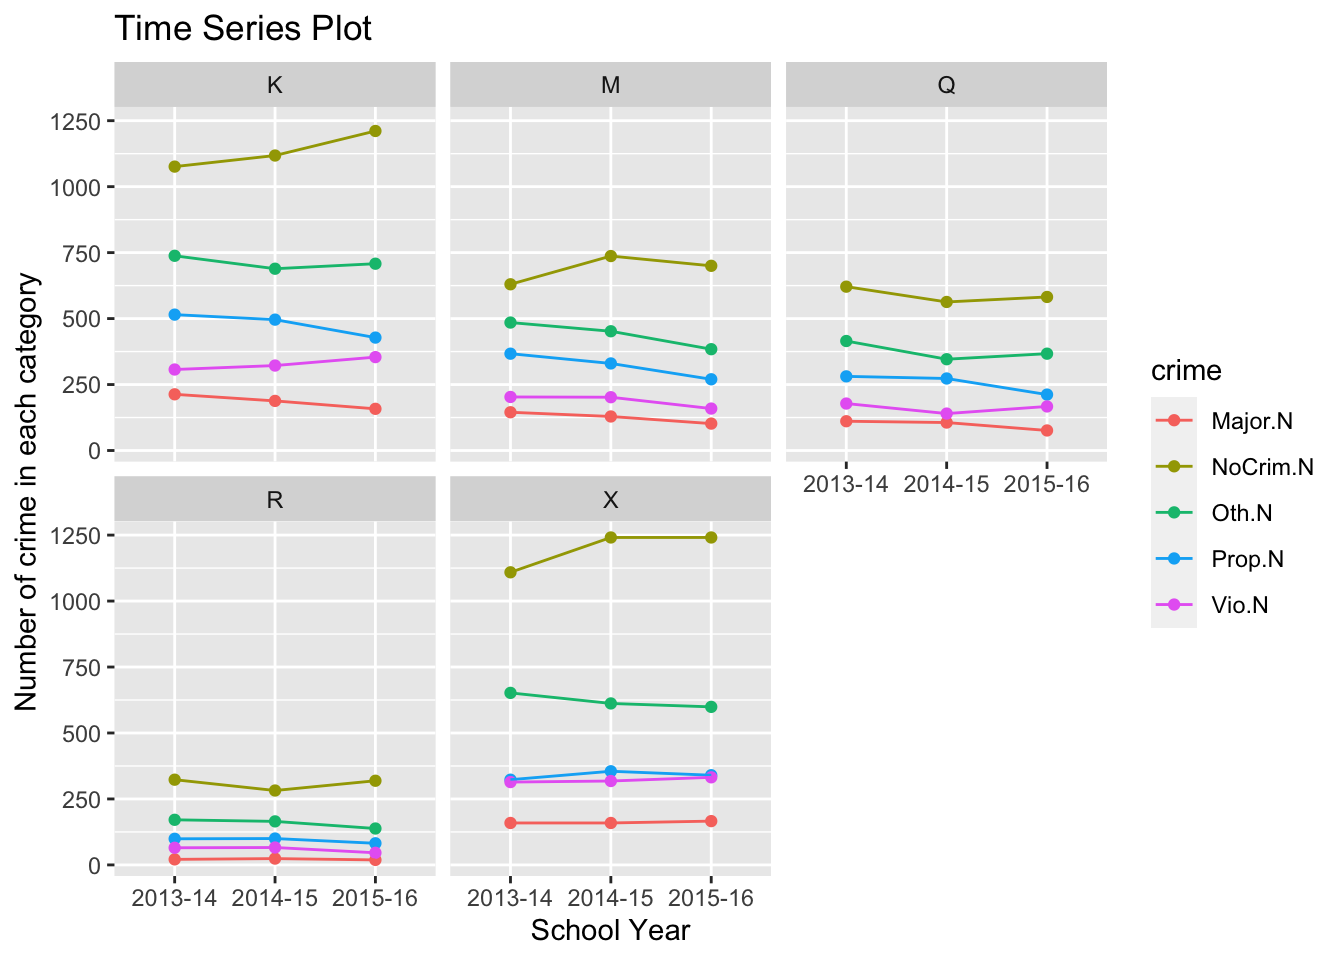 Time Series Plot
K
M
Q
1250
1000
750
500
250
0
2013-14 2014-15 2015-16
R
X
1250
1000
750
500
250
0
2013-14 2014-15 2015-16
2013-14 2014-15 2015-16
School Year
Number of crime in each category
crime
Major.N
NoCrim.N
Oth.N
Prop.N
Vio.N